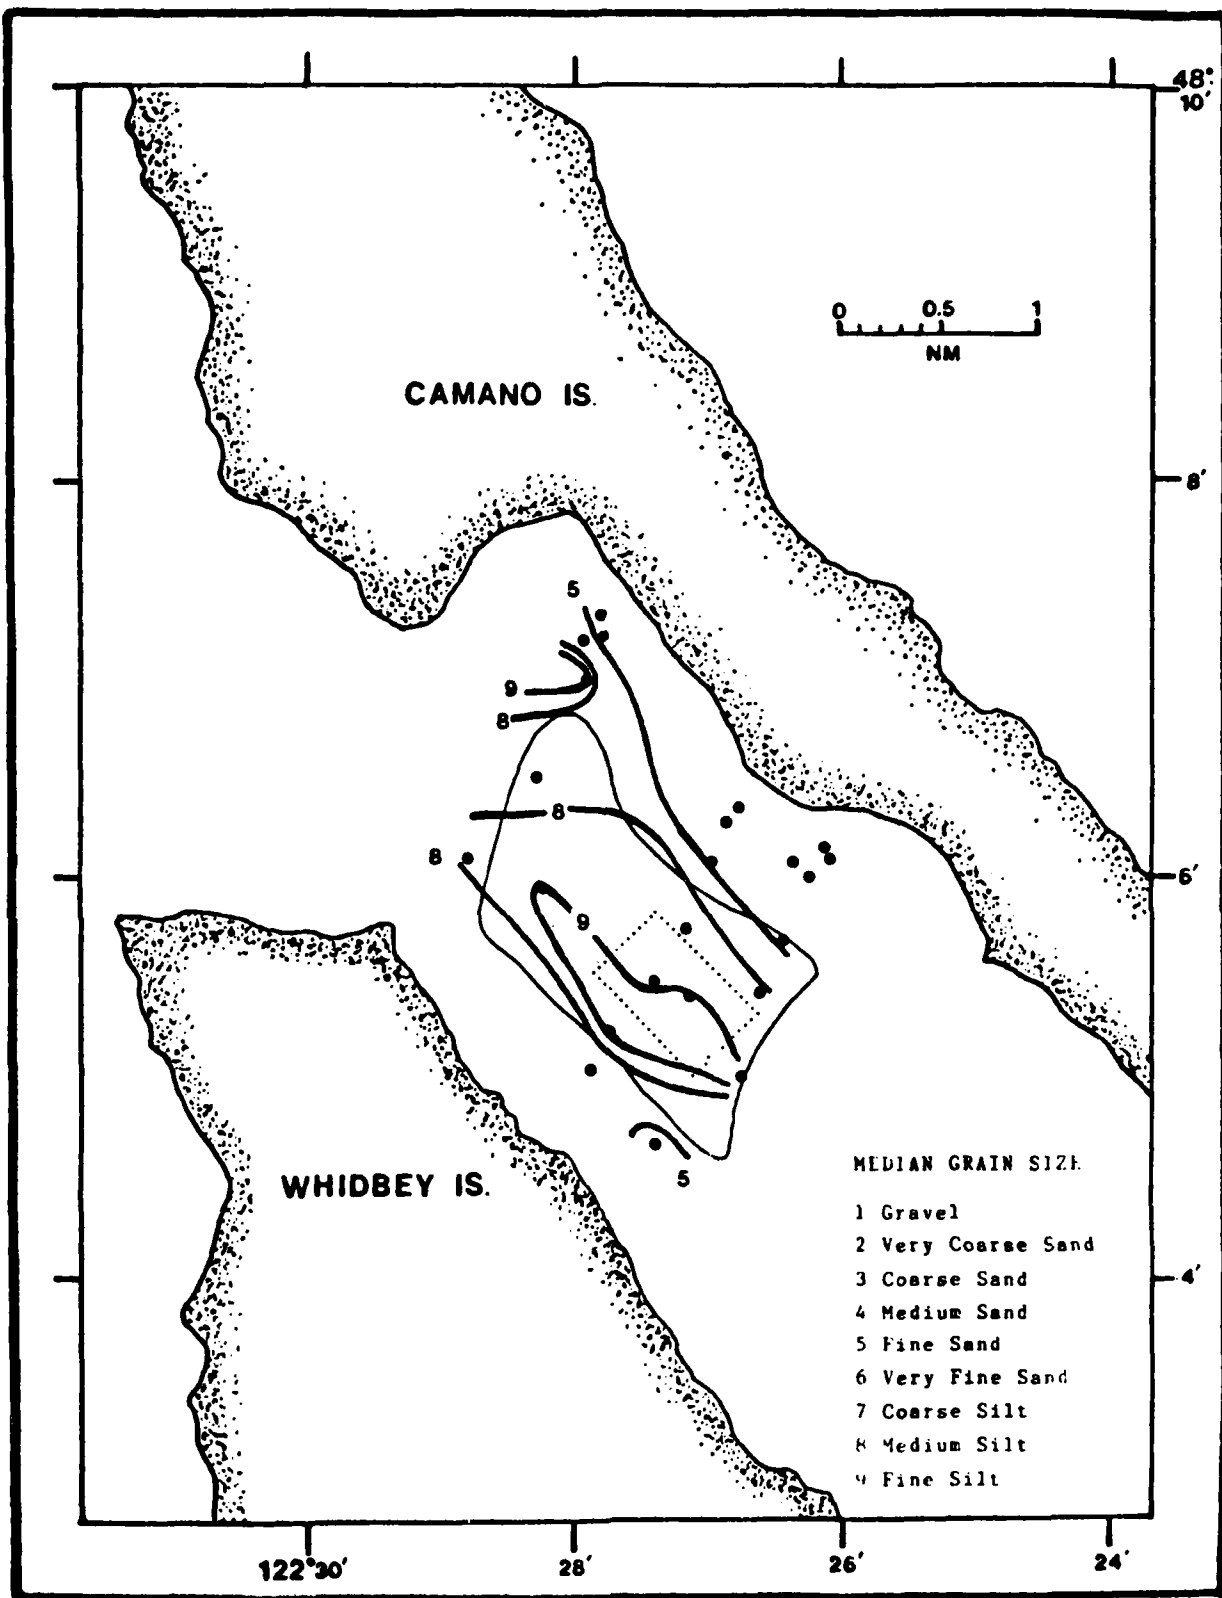 48°
10'
0 0.5 1
NM
CAMANO IS.
8'
5
9
8
8
8
6'
9
5
WHIDBEY IS.
MEDIAN GRAIN SIZE
1 Gravel
2 Very Coarse Sand
3 Coarse Sand
4 Medium Sand
5 Fine Sand
6 Very Fine Sand
7 Coarse Silt
8 Medium Silt
9 Fine Silt
4'
122°30' 28' 26' 24'